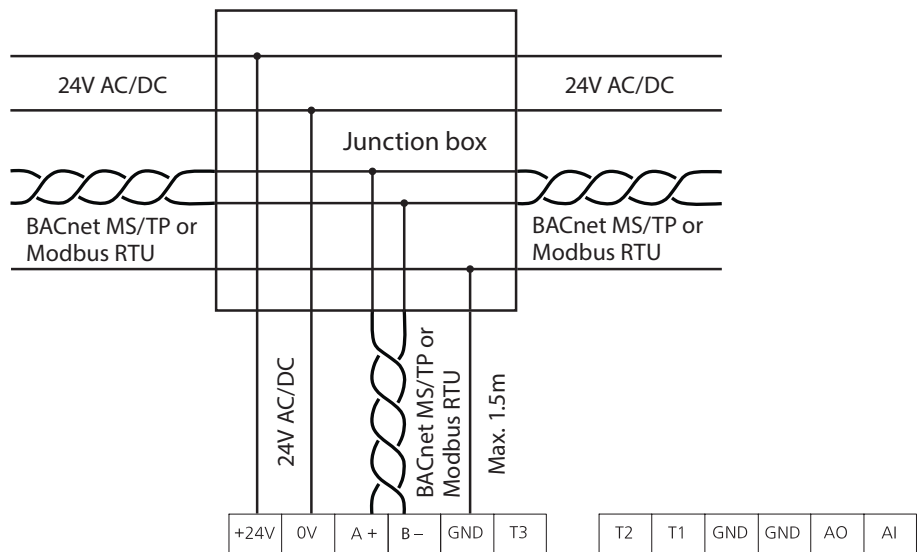 24V AC/DC
24V AC/DC
Junction box
BACnet MS/TP or
Modbus RTU
BACnet MS/TP or
Modbus RTU
24V AC/DC
BACnet MS/TP or
Modbus RTU
Max. 1.5m
+24V 0V A + B – GND T3
T2 T1 GND GND AO AI